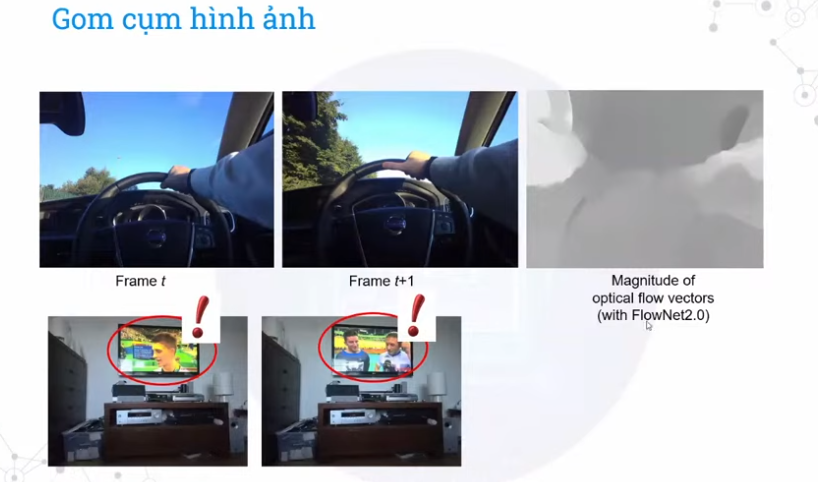 Gom cụm hình ảnh
Frame t
Frame t+1
Magnitude of
optical flow vectors
(with FlowNet2.0)